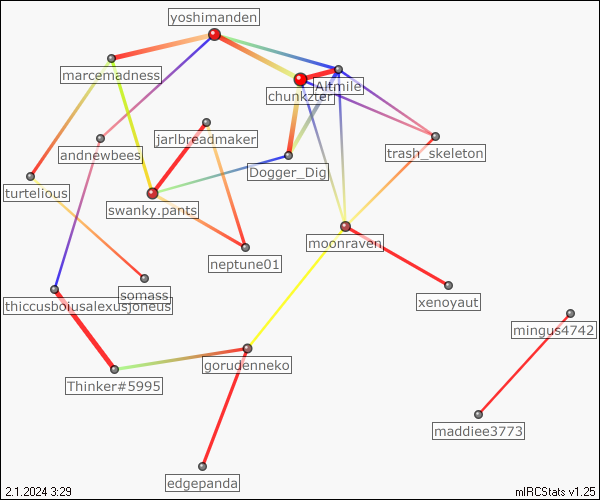 yoshimanden
marcemadness
Altmile
chunkzter
jarlbreadmaker
andnewbees
trash_skeleton
Dogger_Dig
turtelious
swanky.pants
moonraven
neptune01
somass
xenoyaut
thiccusboiusalexusjoneus
mingus4742
gorudenneko
Thinker#5995
maddiee3773
edgepanda
2.1.2024 3:29
mIRCStats v1.25